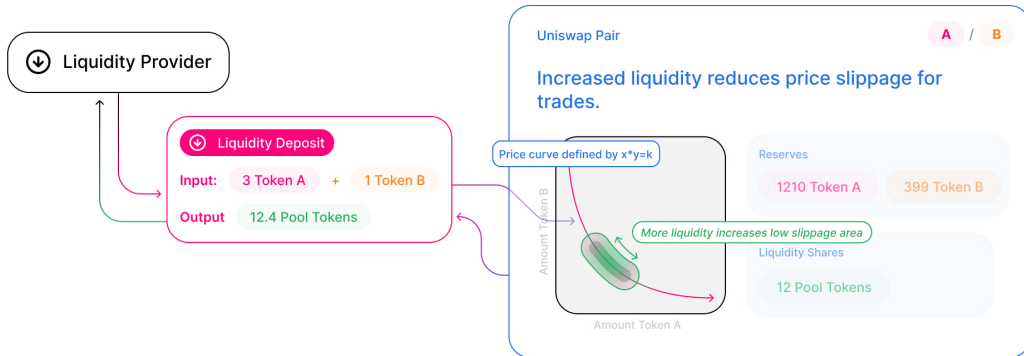 Liquidity Provider
Liquidity Deposit
Input: 3 Token A + 1 Token B
Output 12.4 Pool Tokens
Uniswap Pair A / B
Increased liquidity reduces price slippage for
trades.
Price curve defined by x*y=k
Amount Token B
Amount Token A
More liquidity increases low slippage area
Reserves
1210 Token A 399 Token B
Liquidity Shares
12 Pool Tokens